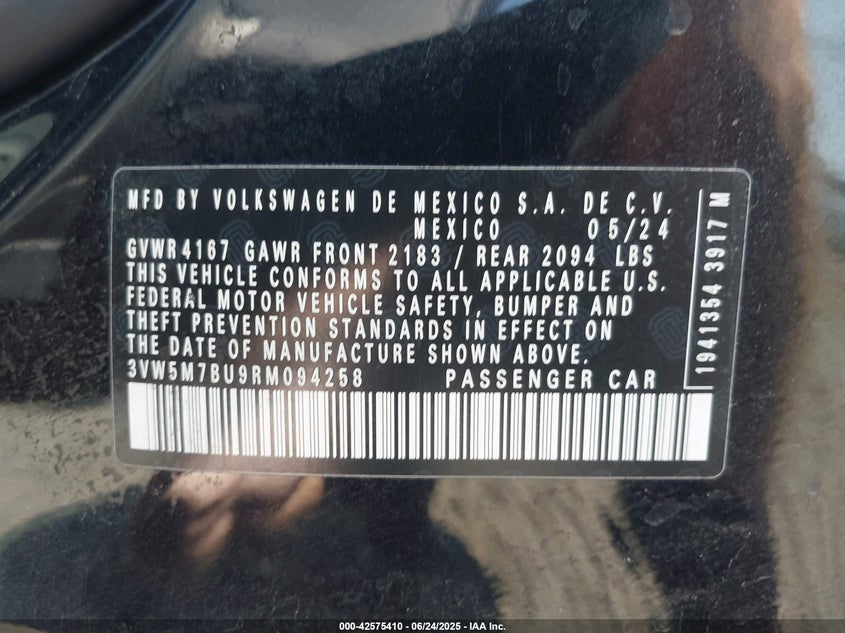 MFD BY VOLKSWAGEN DE MEXICO S.A. DE C.V.
MEXICO 05/24
GVWR 4167 GAWR FRONT 2183 / REAR 2094 LBS
THIS VEHICLE CONFORMS TO ALL APPLICABLE U.S.
FEDERAL MOTOR VEHICLE SAFETY, BUMPER AND
THEFT PREVENTION STANDARDS IN EFFECT ON
THE DATE OF MANUFACTURE SHOWN ABOVE.
3VW5M7BU9RM094258 PASSENGER CAR
1941354 3917 M
000-42575410 - 06/24/2025 - IAA Inc.